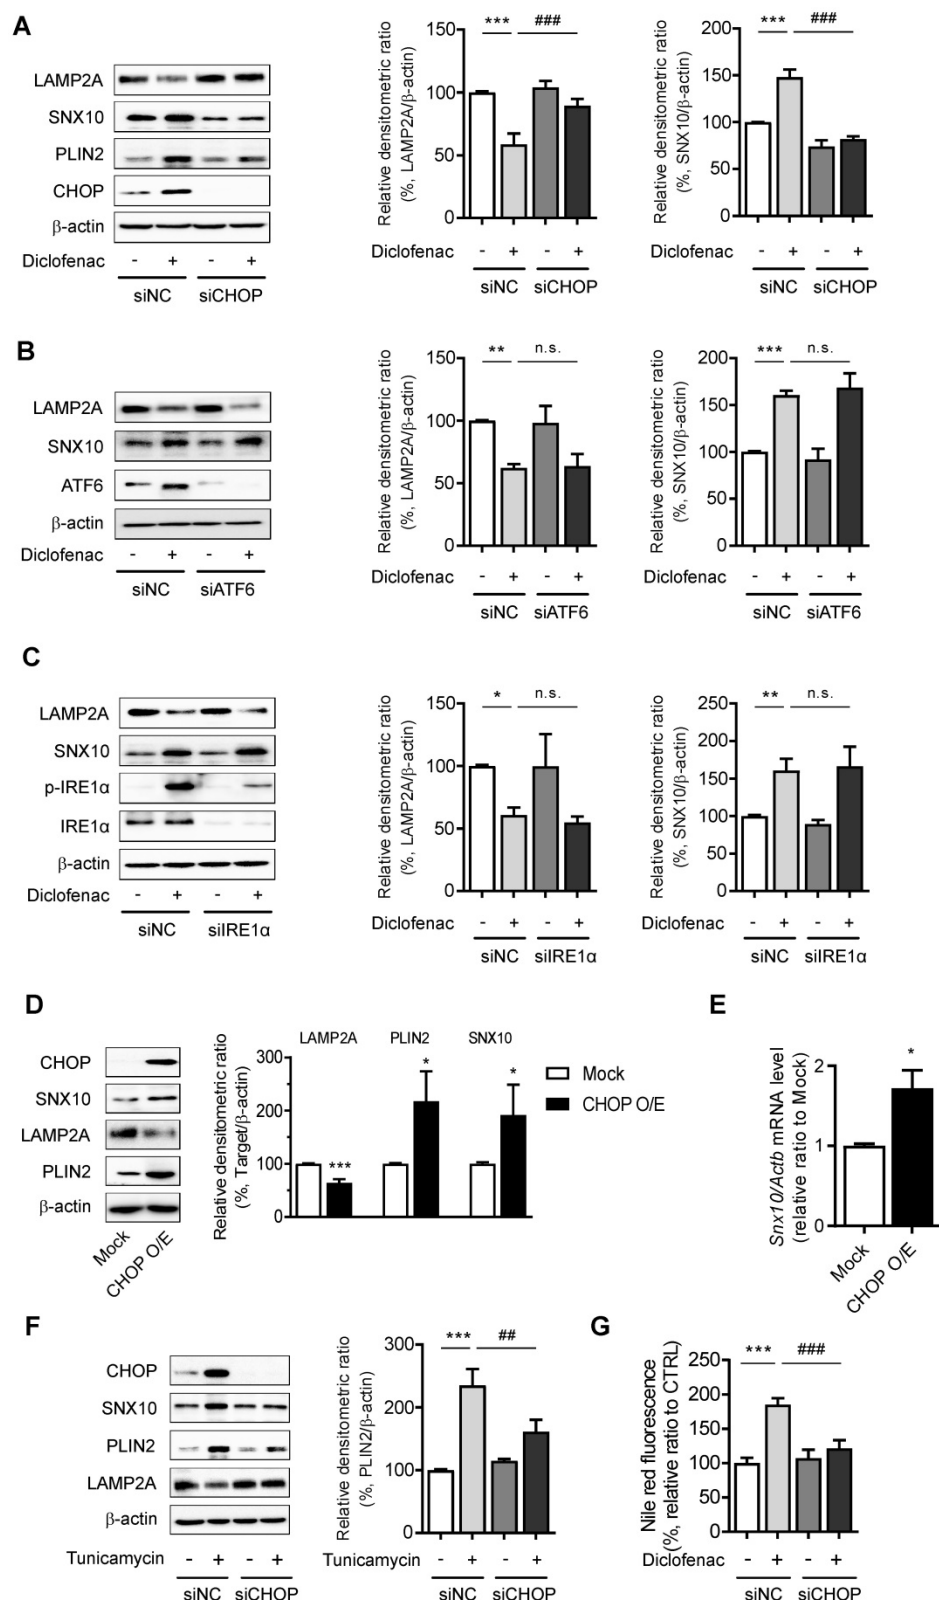 A
LAMP2A
SNX10
PLIN2
CHOP
β-actin
Diclofenac - + - +
siNC siCHOP
Relative densitometric ratio
(%, LAMP2A/β-actin)
150
100
50
0
*** ###
Diclofenac - + - +
siNC siCHOP
Relative densitometric ratio
(%, SNX10/β-actin)
200
150
100
50
0
*** ###
Diclofenac - + - +
siNC siCHOP
B
LAMP2A
SNX10
ATF6
β-actin
Diclofenac - + - +
siNC siATF6
Relative densitometric ratio
(%, LAMP2A/β-actin)
150
100
50
0
** n.s.
Diclofenac - + - +
siNC siATF6
Relative densitometric ratio
(%, SNX10/β-actin)
200
150
100
50
0
*** n.s.
Diclofenac - + - +
siNC siATF6
C
LAMP2A
SNX10
p-IRE1α
IRE1α
β-actin
Diclofenac - + - +
siNC siIRE1α
Relative densitometric ratio
(%, LAMP2A/β-actin)
150
100
50
0
* n.s.
Diclofenac - + - +
siNC siIRE1α
Relative densitometric ratio
(%, SNX10/β-actin)
250
200
150
100
50
0
** n.s.
Diclofenac - + - +
siNC siIRE1α
D
CHOP
SNX10
LAMP2A
PLIN2
β-actin
Mock
CHOP O/E
Relative densitometric ratio
(%, Target/β-actin)
LAMP2A PLIN2 SNX10
300
200
100
0
*** * *
Mock
CHOP O/E
E
Snx10/Actb mRNA level
(relative ratio to Mock)
2
1
0
*
Mock
CHOP O/E
F
CHOP
SNX10
PLIN2
LAMP2A
β-actin
Tunicamycin - + - +
siNC siCHOP
Relative densitometric ratio
(%, PLIN2/β-actin)
300
200
100
0
*** ##
Tunicamycin - + - +
siNC siCHOP
G
Nile red fluorescence
(%, relative ratio to CTRL)
250
200
150
100
50
0
*** ###
Diclofenac - + - +
siNC siCHOP